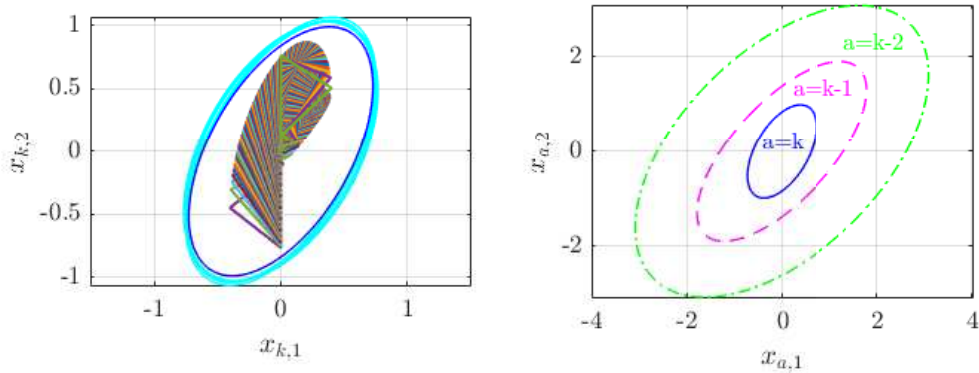 1
0.5
0
-0.5
-1
-1
0
1
x_{k,2}
x_{k,1}
2
0
-2
-4
-2
0
2
4
x_{a,2}
x_{a,1}
a=k-2
a=k-1
a=k